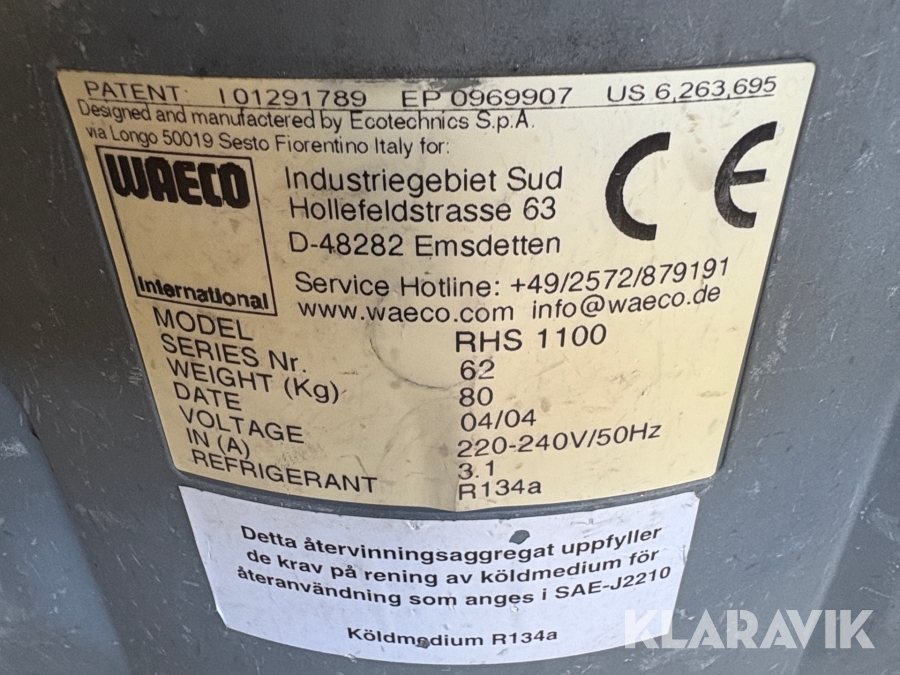 PATENT: I 01291789 EP 0969907 US 6,263,695
Designed and manufactered by Ecotechnics S.p.A.
via Longo 50019 Sesto Fiorentino Italy for:
CE
WAECO
International
Industriegebiet Sud
Hollefeldstrasse 63
D-48282 Emsdetten
Service Hotline: +49/2572/879191
www.waeco.com info@waeco.de
MODEL RHS 1100
SERIES Nr. 62
WEIGHT (Kg) 80
DATE 04/04
VOLTAGE 220-240V/50Hz
IN (A) 3.1
REFRIGERANT R134a
Detta återvinningsaggregat uppfyller
de krav på rening av köldmedium för
återanvändning som anges i SAE-J2210
Köldmedium R134a
KLARAVIK